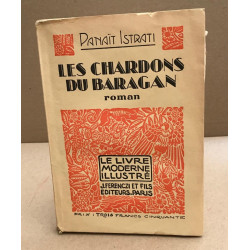 PANAÏT ISTRATI
LES CHARDONS
DU BARAGAN
roman
LE LIVRE
MODERNE
ILLUSTRÉ
J. FERENCZI ET FILS
EDITEURS.PARIS
PRIX : TROIS FRANCS CINQUANTE